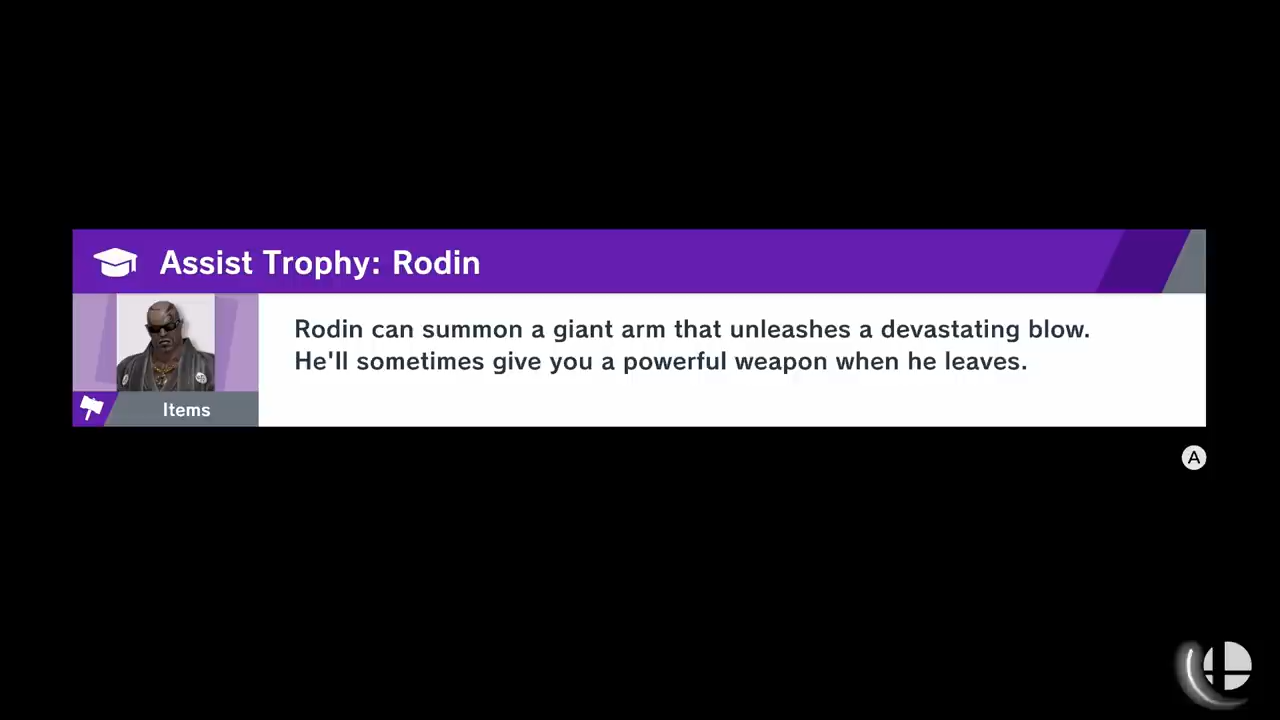 Assist Trophy: Rodin
Rodin can summon a giant arm that unleashes a devastating blow.
He'll sometimes give you a powerful weapon when he leaves.
Items
A